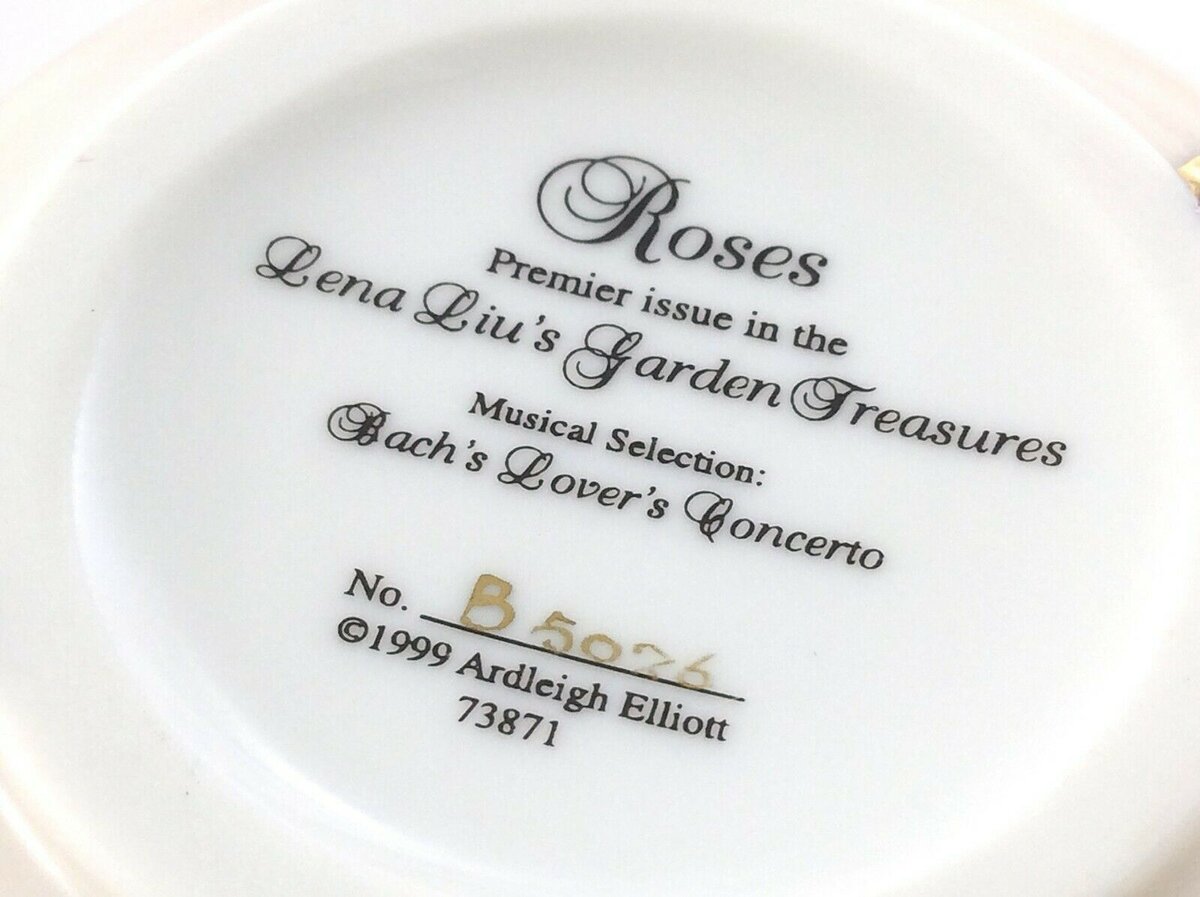 Roses
Premier issue in the
Lena Liu's Garden Treasures
Musical Selection:
Bach's Lover's Concerto
No. B 5026
©1999 Ardleigh Elliott
73871